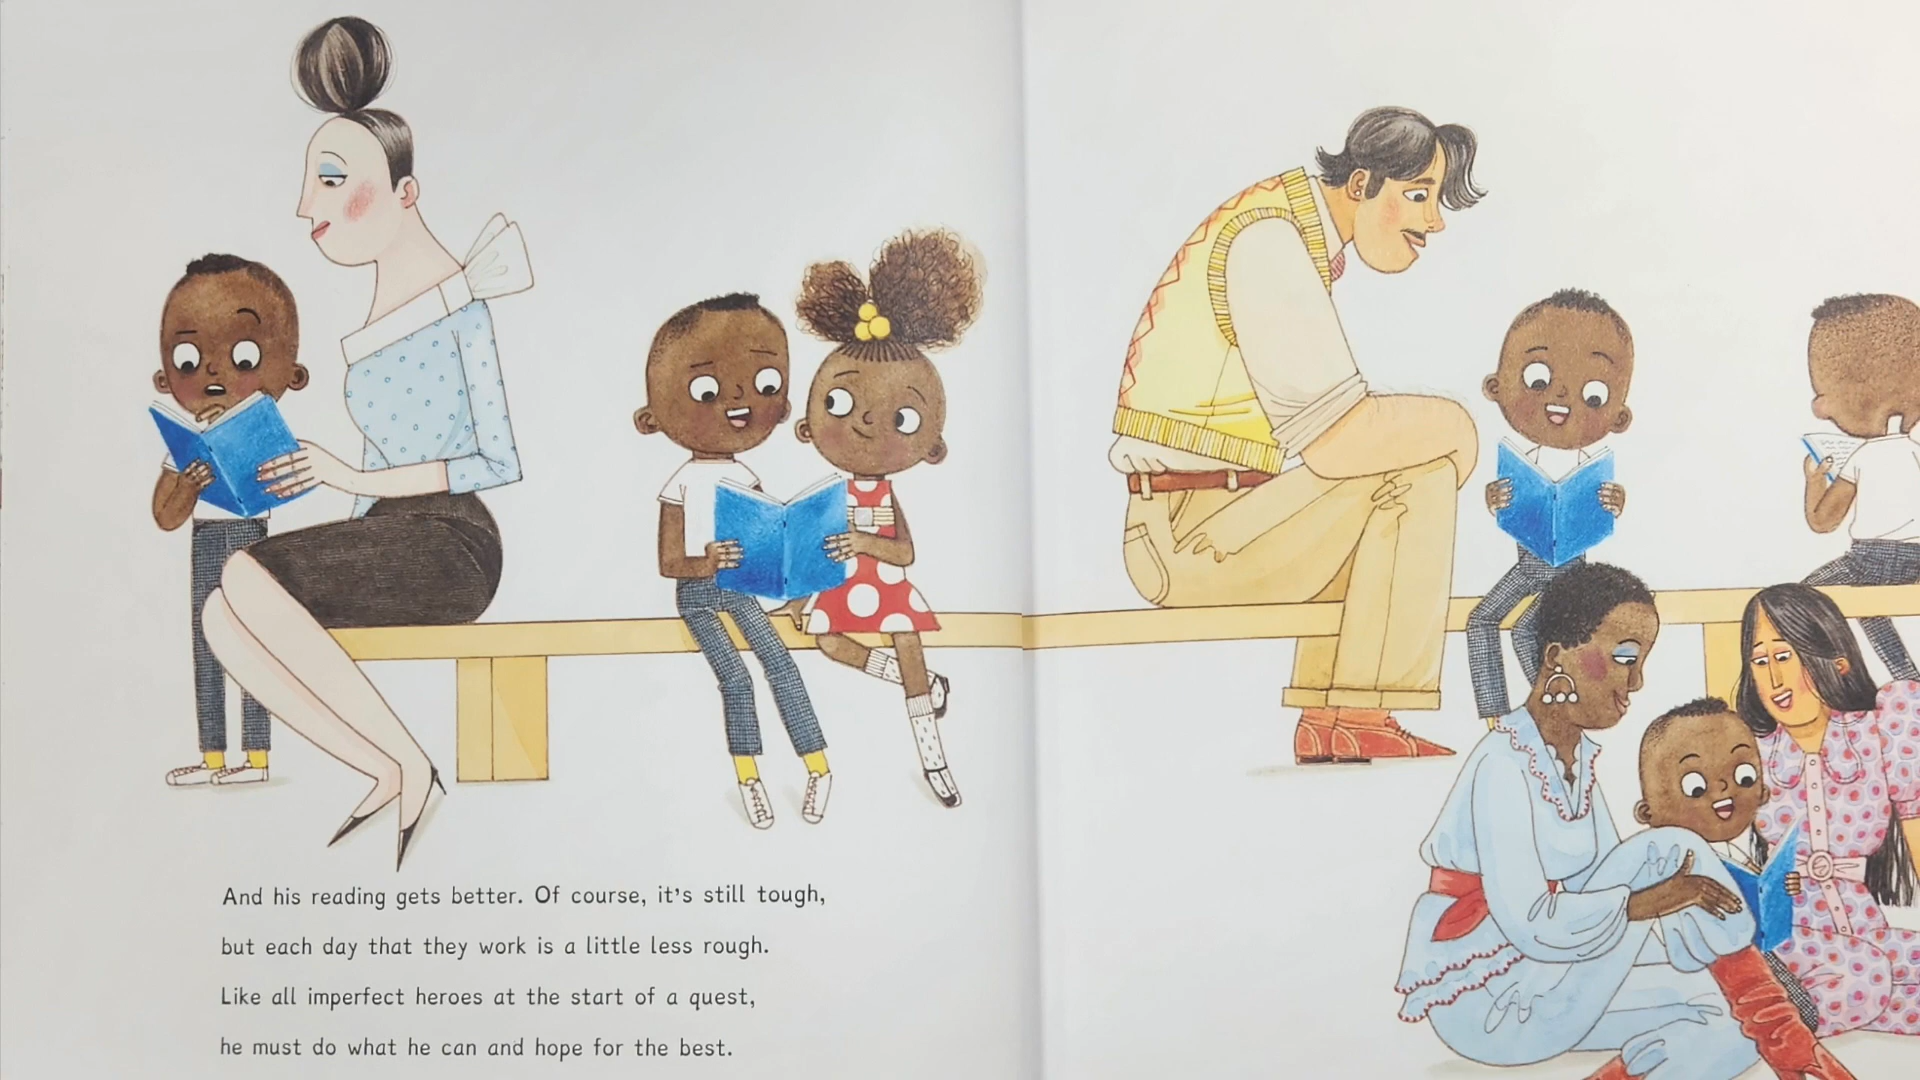 And his reading gets better. Of course, it's still tough,
but each day that they work is a little less rough.
Like all imperfect heroes at the start of a quest,
he must do what he can and hope for the best.